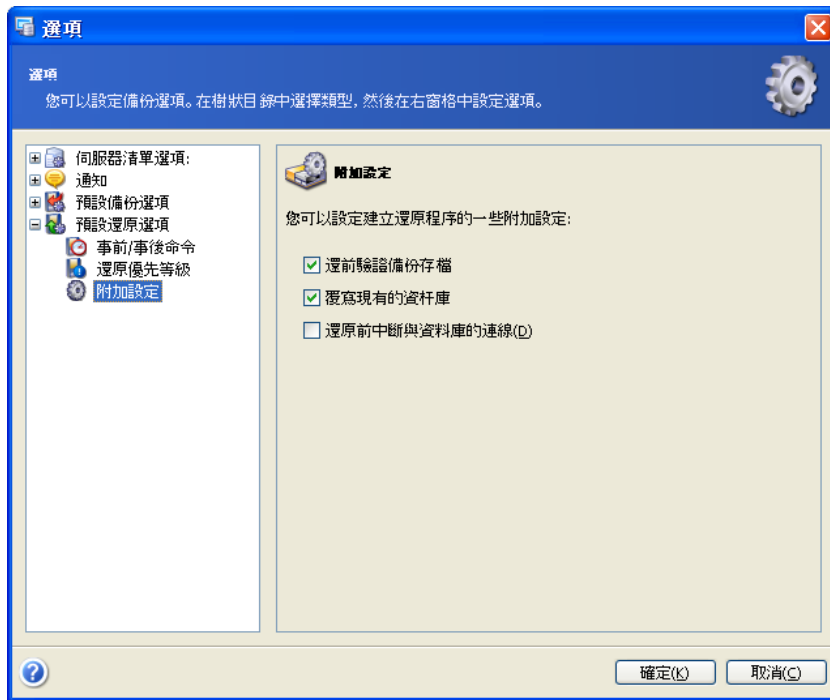 選項
選項
您可以設定備份選項。在樹狀目錄中選擇類型, 然後在右窗格中設定選項。
伺服器清單選項:
通知
預設備份選項
預設還原選項
事前/事後命令
還原優先等級
附加設定
附加設定
您可以設定建立還原程序的一些附加設定:
還前驗證備份存檔
覆寫現有的資杆庫
還原前中斷與資料庫的連線(D)
確定(K)
取消(C)